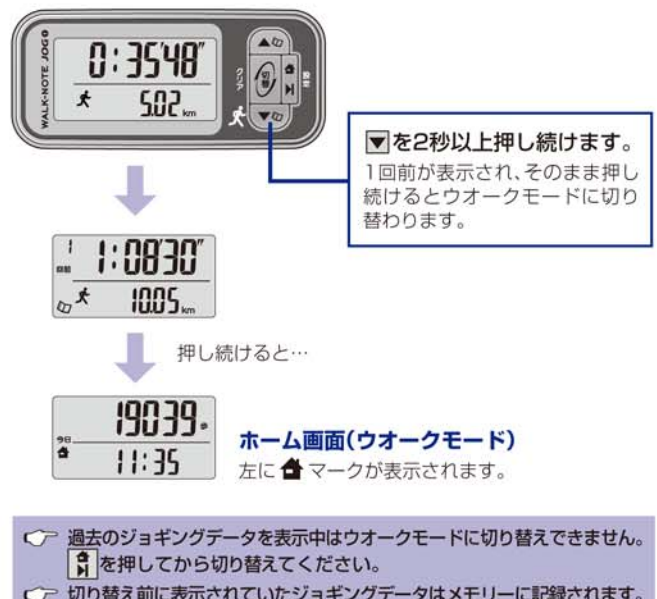 WALK-NOTE JOG
0:35'48"
5.02 km
クリア
▼を2秒以上押し続けます。
1回前が表示され、そのまま押し
続けるとウオークモードに切り
替わります。
1
回前
1:08'30"
10.05 km
押し続けると…
19039 歩
今日
11:35
ホーム画面(ウオークモード)
左に マークが表示されます。
過去のジョギングデータを表示中はウオークモードに切り替えできません。
を押してから切り替えてください。
切り替え前に表示されていたジョギングデータはメモリーに記録されます。